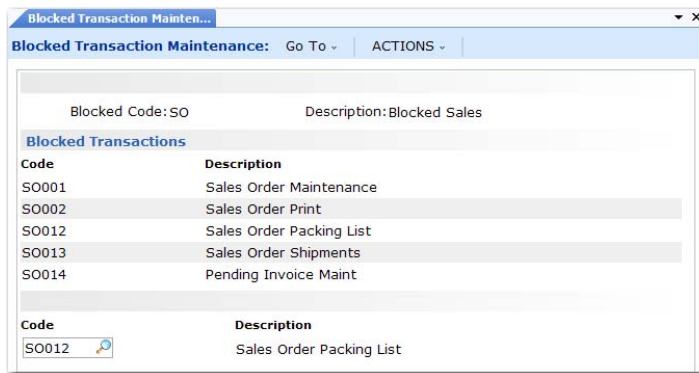 Blocked Transaction Mainten...
Blocked Transaction Maintenance: Go To ACTIONS
Blocked Code: SO Description: Blocked Sales
Blocked Transactions
Code Description
SO001 Sales Order Maintenance
SO002 Sales Order Print
SO012 Sales Order Packing List
SO013 Sales Order Shipments
SO014 Pending Invoice Maint
Code Description
SO012 Sales Order Packing List